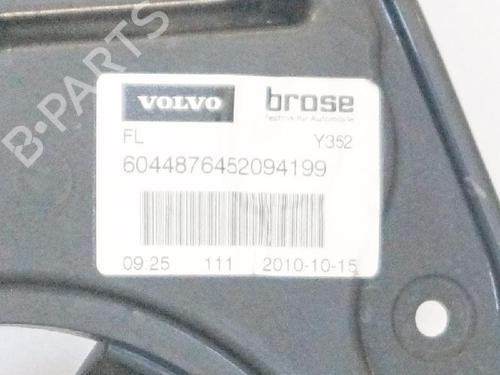 B-PARTS
VOLVO brose
Technik für Automobile
FL Y352
6044876452094199
09:25 111 2010-10-15